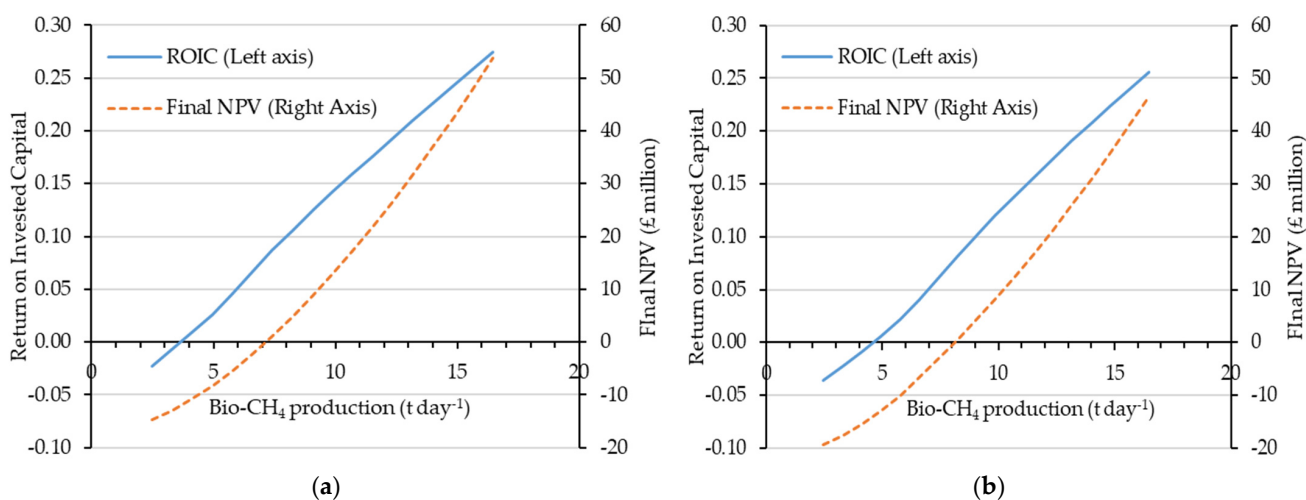 0.30
0.25
0.20
0.15
0.10
0.05
0.00
-0.05
-0.10
Return on Invested Capital
ROIC (Left axis)
Final NPV (Right Axis)
0 5 10 15 20
Bio-CH₄ production (t day⁻¹)
60
50
40
30
20
10
0
-10
-20
FInal NPV (£ million)
(a)
0.30
0.25
0.20
0.15
0.10
0.05
0.00
-0.05
-0.10
Return on Invested Capital
ROIC (Left axis)
Final NPV (Right Axis)
0 5 10 15 20
Bio-CH₄ production (t day⁻¹)
60
50
40
30
20
10
0
-10
-20
FInal NPV (£ million)
(b)